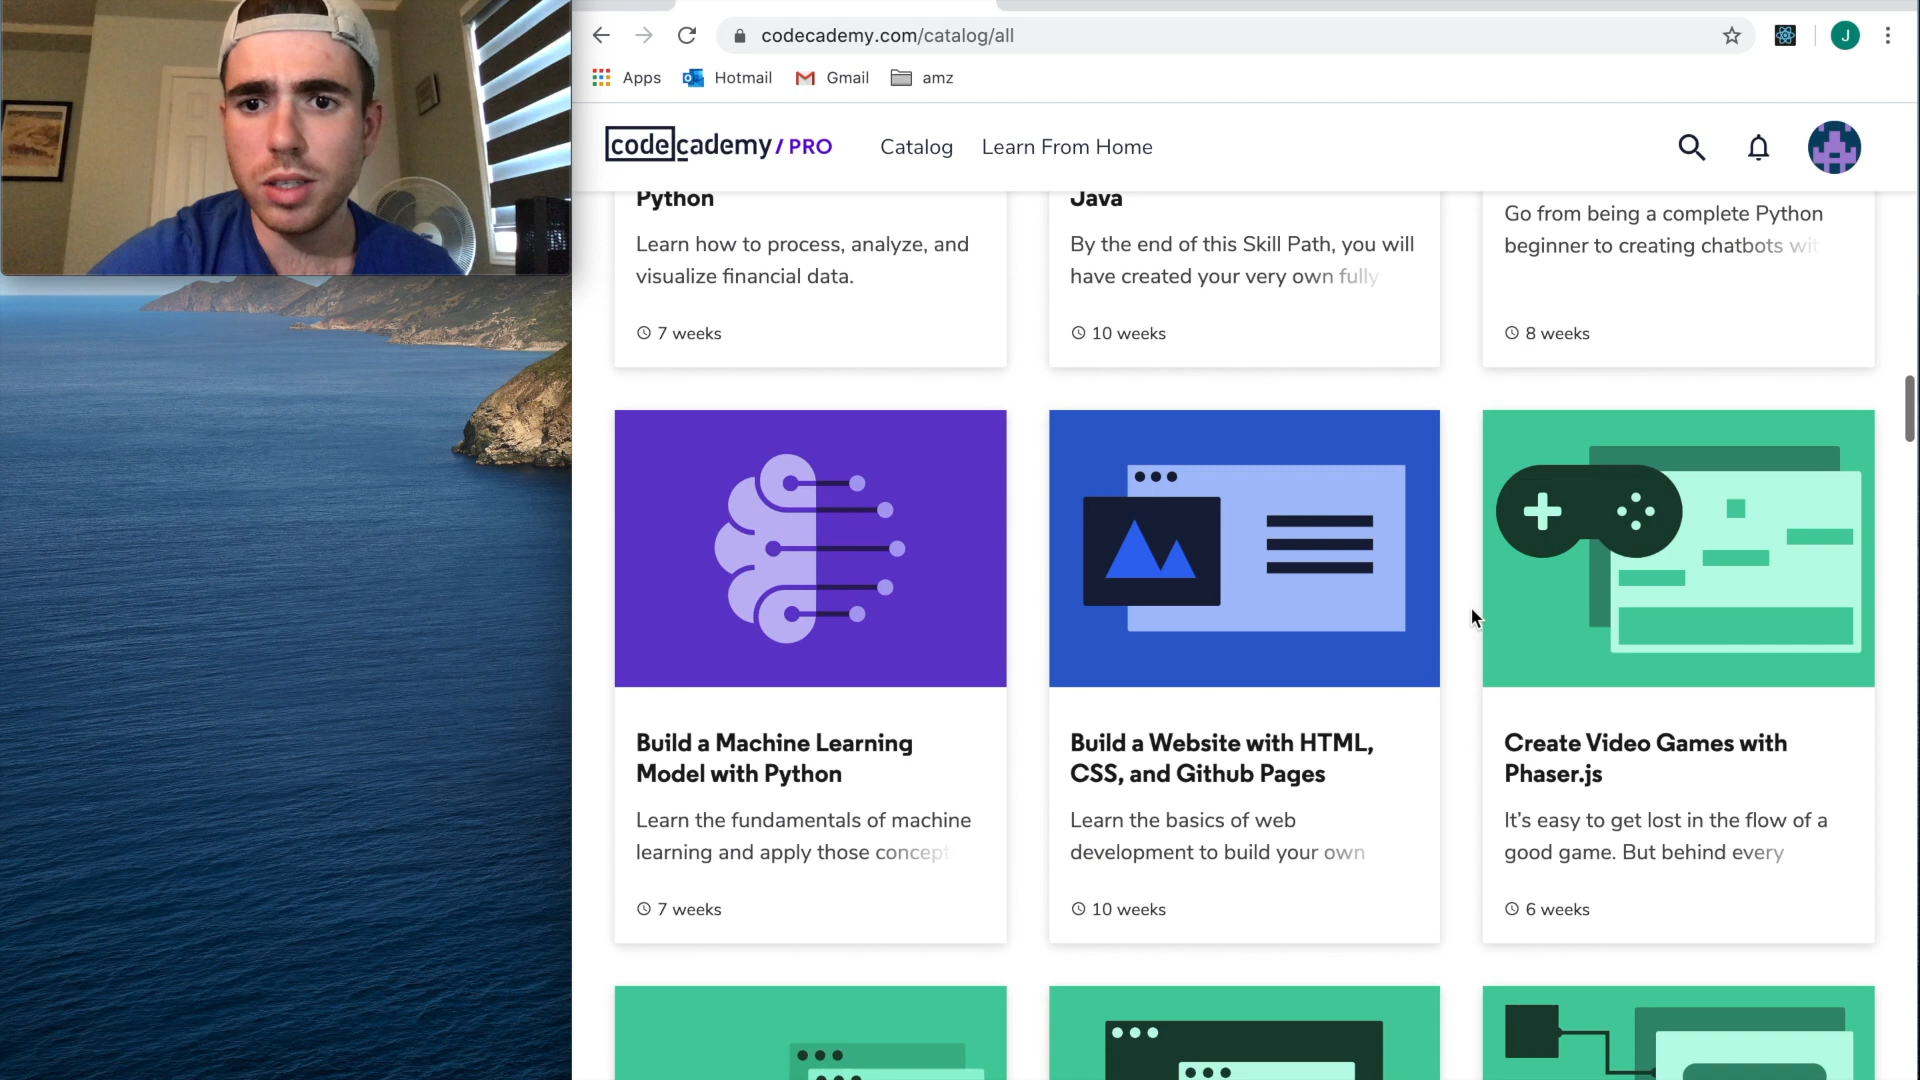 codecademy.com/catalog/all
J
Apps
Hotmail
Gmail
amz
codecademy / PRO
Catalog
Learn From Home
Python
Learn how to process, analyze, and
visualize financial data.
7 weeks
Java
By the end of this Skill Path, you will
have created your very own fully
10 weeks
Go from being a complete Python
beginner to creating chatbots wit
8 weeks
Build a Machine Learning
Model with Python
Learn the fundamentals of machine
learning and apply those concept
7 weeks
Build a Website with HTML,
CSS, and Github Pages
Learn the basics of web
development to build your own
10 weeks
Create Video Games with
Phaser.js
It's easy to get lost in the flow of a
good game. But behind every
6 weeks